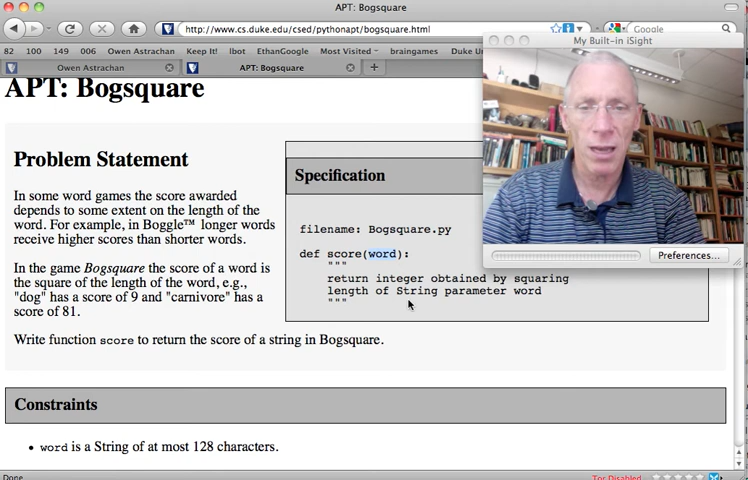 APT: Bogsquare
http://www.cs.duke.edu/csed/pythonapt/bogsquare.html
Google
82 100 149 006 Owen Astrachan Keep It! lbot EthanGoogle Most Visited braingames Duke Un
My Built-in iSight
Owen Astrachan
APT: Bogsquare
APT: Bogsquare
Problem Statement
In some word games the score awarded
depends to some extent on the length of the
word. For example, in Boggle™ longer words
receive higher scores than shorter words.
In the game Bogsquare the score of a word is
the square of the length of the word, e.g.,
"dog" has a score of 9 and "carnivore" has a
score of 81.
Specification
filename: Bogsquare.py
def score(word):
"""
return integer obtained by squaring
length of String parameter word
"""
Preferences...
Write function score to return the score of a string in Bogsquare.
Constraints
• word is a String of at most 128 characters.
Done
Tor Disabled